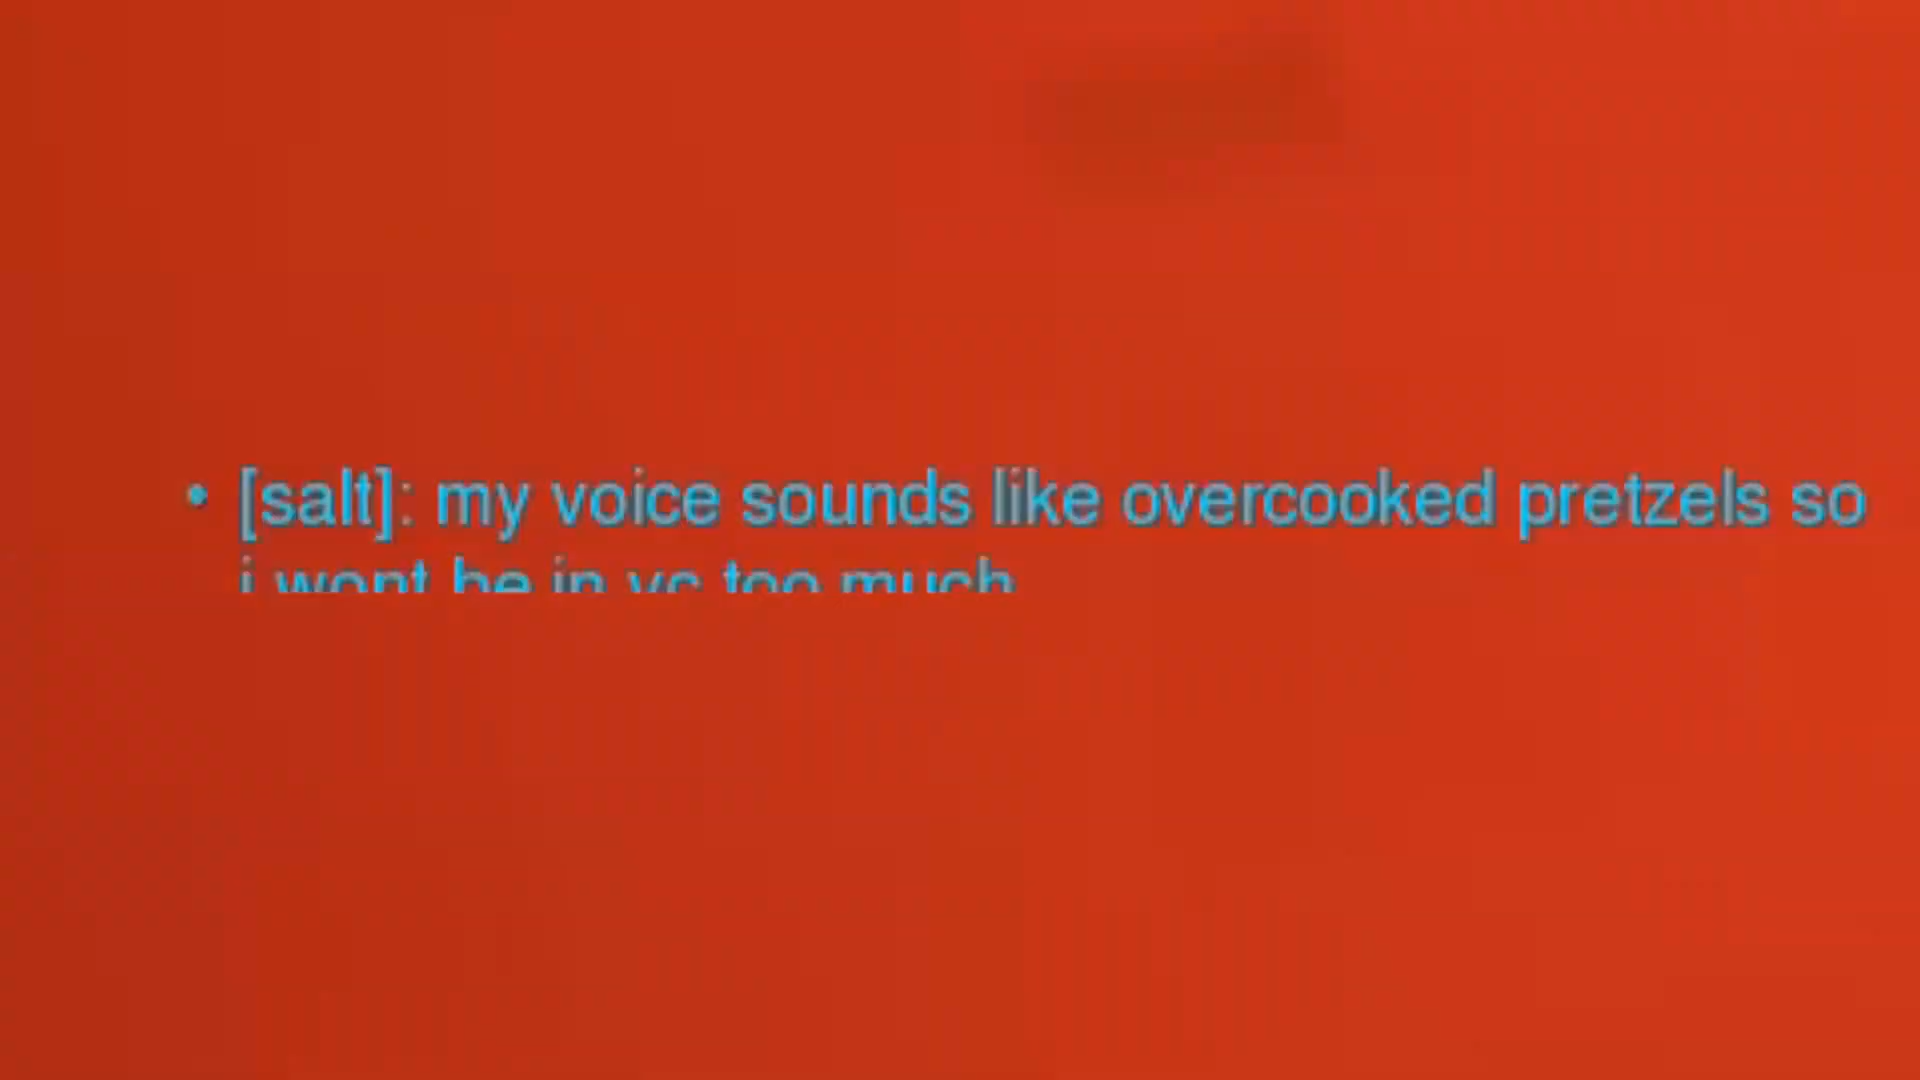 • [salt]: my voice sounds like overcooked pretzels so
i wont be in vc too much